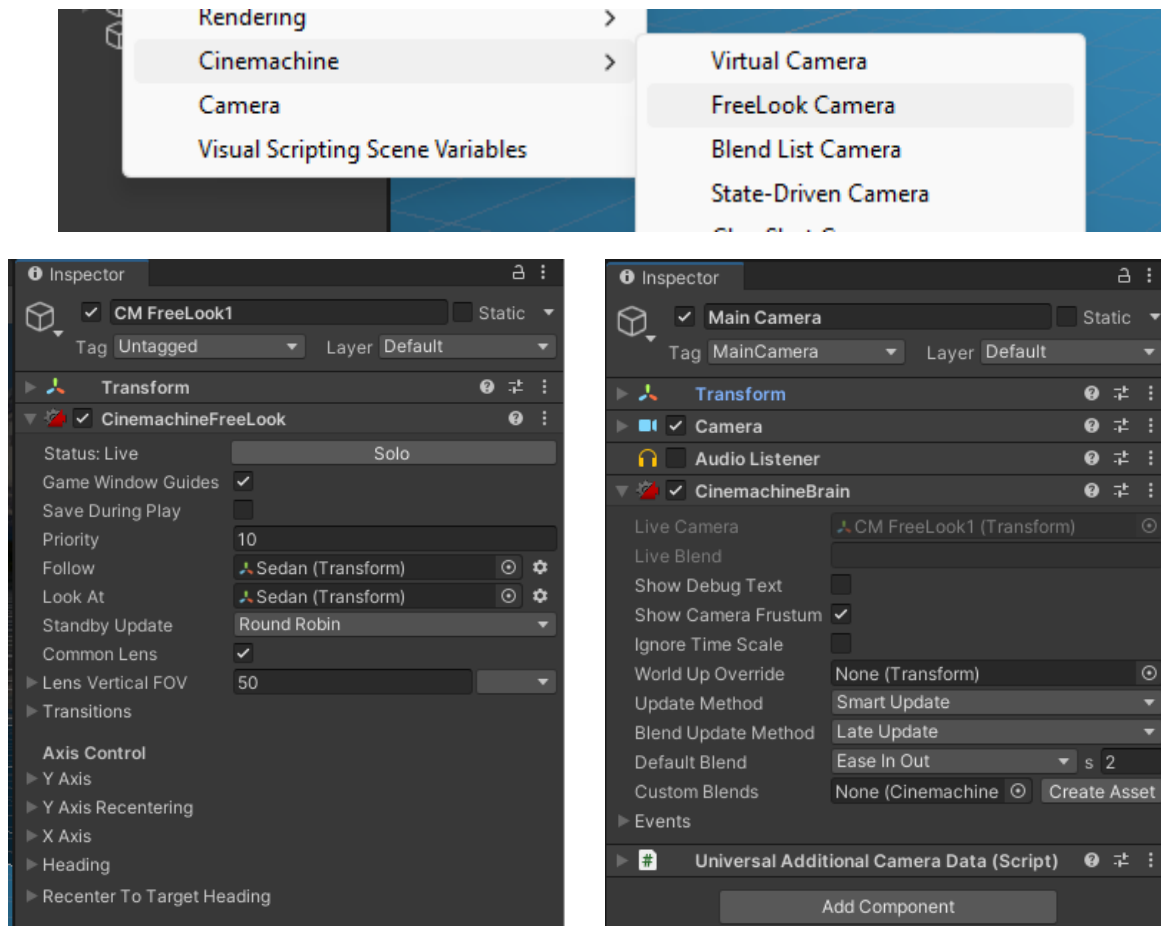 Rendering
Cinemachine
Camera
Visual Scripting Scene Variables
Virtual Camera
FreeLook Camera
Blend List Camera
State-Driven Camera
Inspector
CM FreeLook1
Static
Tag Untagged Layer Default
Transform
CinemachineFreeLook
Status: Live Solo
Game Window Guides
Save During Play
Priority 10
Follow Sedan (Transform)
Look At Sedan (Transform)
Standby Update Round Robin
Common Lens
Lens Vertical FOV 50
Transitions
Axis Control
Y Axis
Y Axis Recentering
X Axis
Heading
Recenter To Target Heading
Inspector
Main Camera
Static
Tag MainCamera Layer Default
Transform
Camera
Audio Listener
CinemachineBrain
Live Camera CM FreeLook1 (Transform)
Live Blend
Show Debug Text
Show Camera Frustum
Ignore Time Scale
World Up Override None (Transform)
Update Method Smart Update
Blend Update Method Late Update
Default Blend Ease In Out s 2
Custom Blends None (Cinemachine Create Asset
Events
# Universal Additional Camera Data (Script)
Add Component